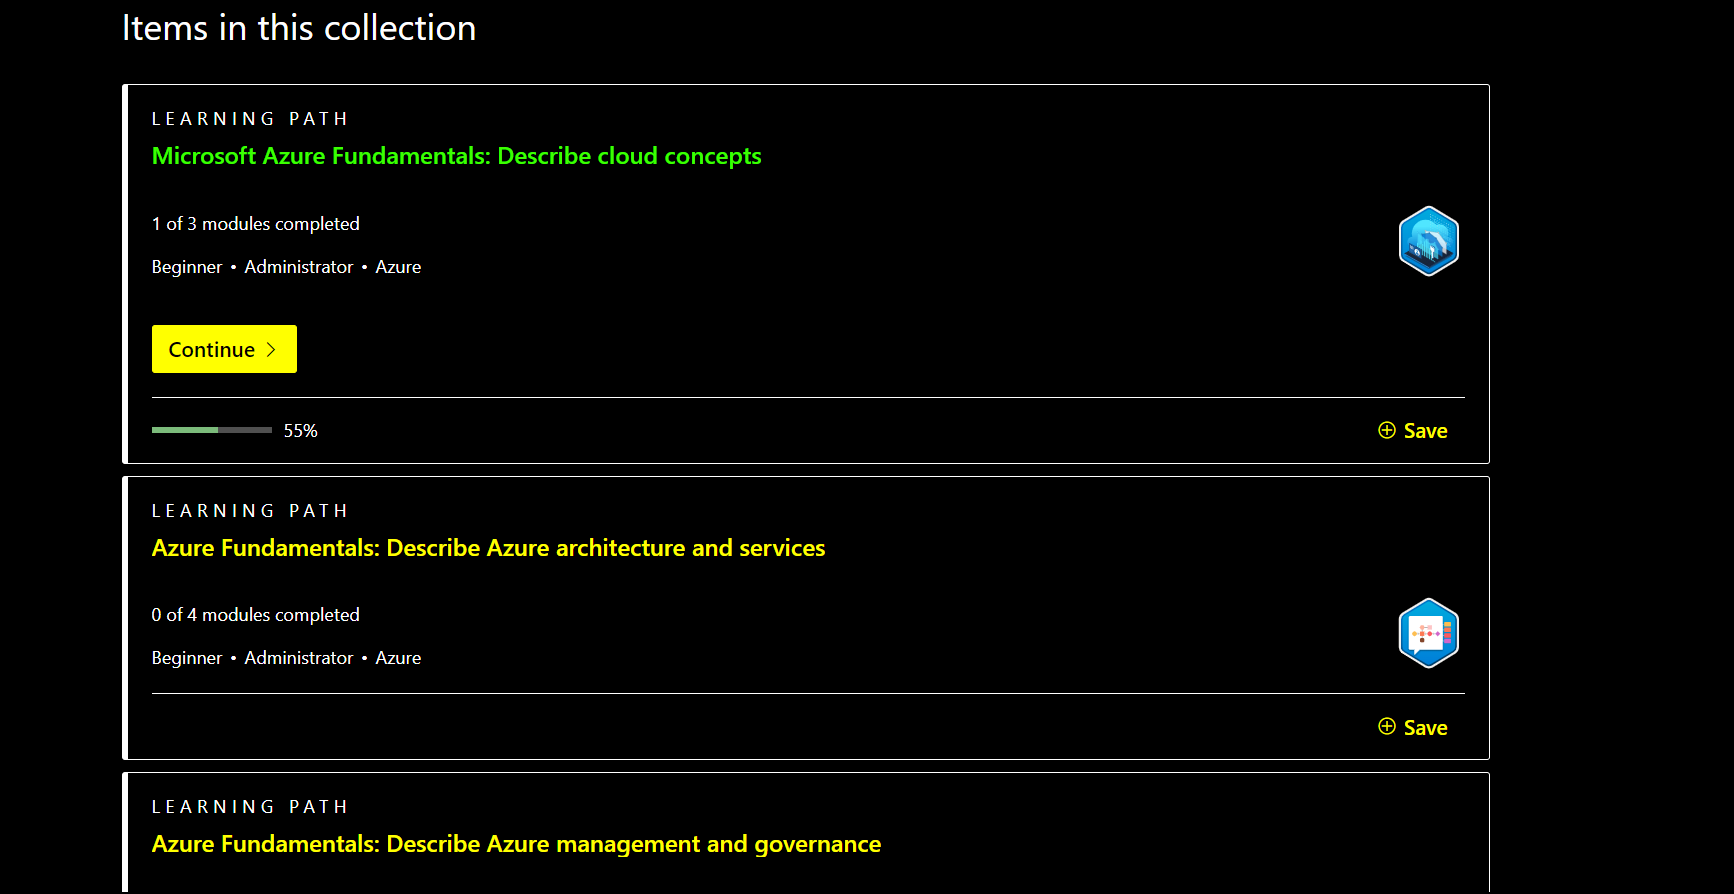 Items in this collection
LEARNING PATH
Microsoft Azure Fundamentals: Describe cloud concepts
1 of 3 modules completed
Beginner • Administrator • Azure
Continue
55%
Save
LEARNING PATH
Azure Fundamentals: Describe Azure architecture and services
0 of 4 modules completed
Beginner • Administrator • Azure
Save
LEARNING PATH
Azure Fundamentals: Describe Azure management and governance